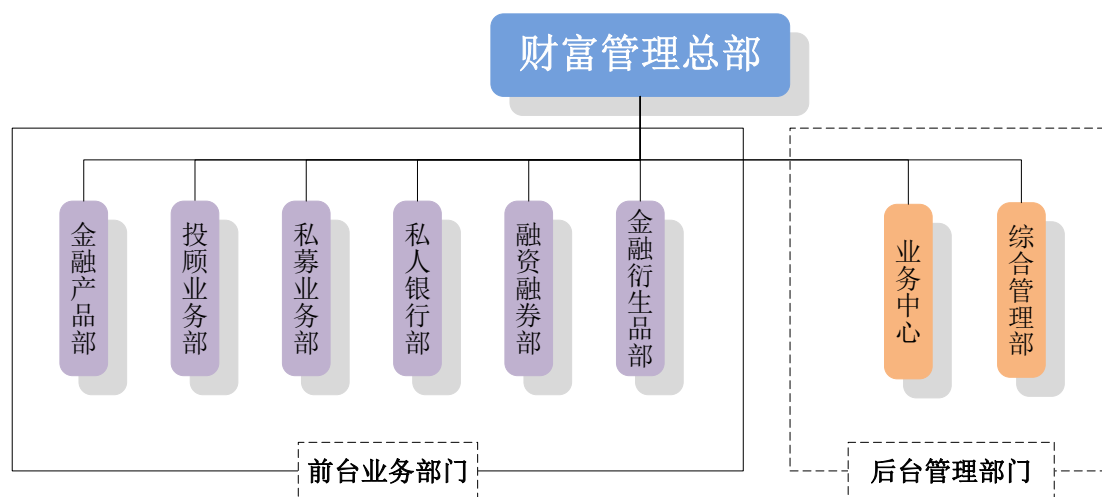 财富管理总部
金融产品部
投顾业务部
私募业务部
私人银行部
融资融券部
金融衍生品部
业务中心
综合管理部
前台业务部门
后台管理部门